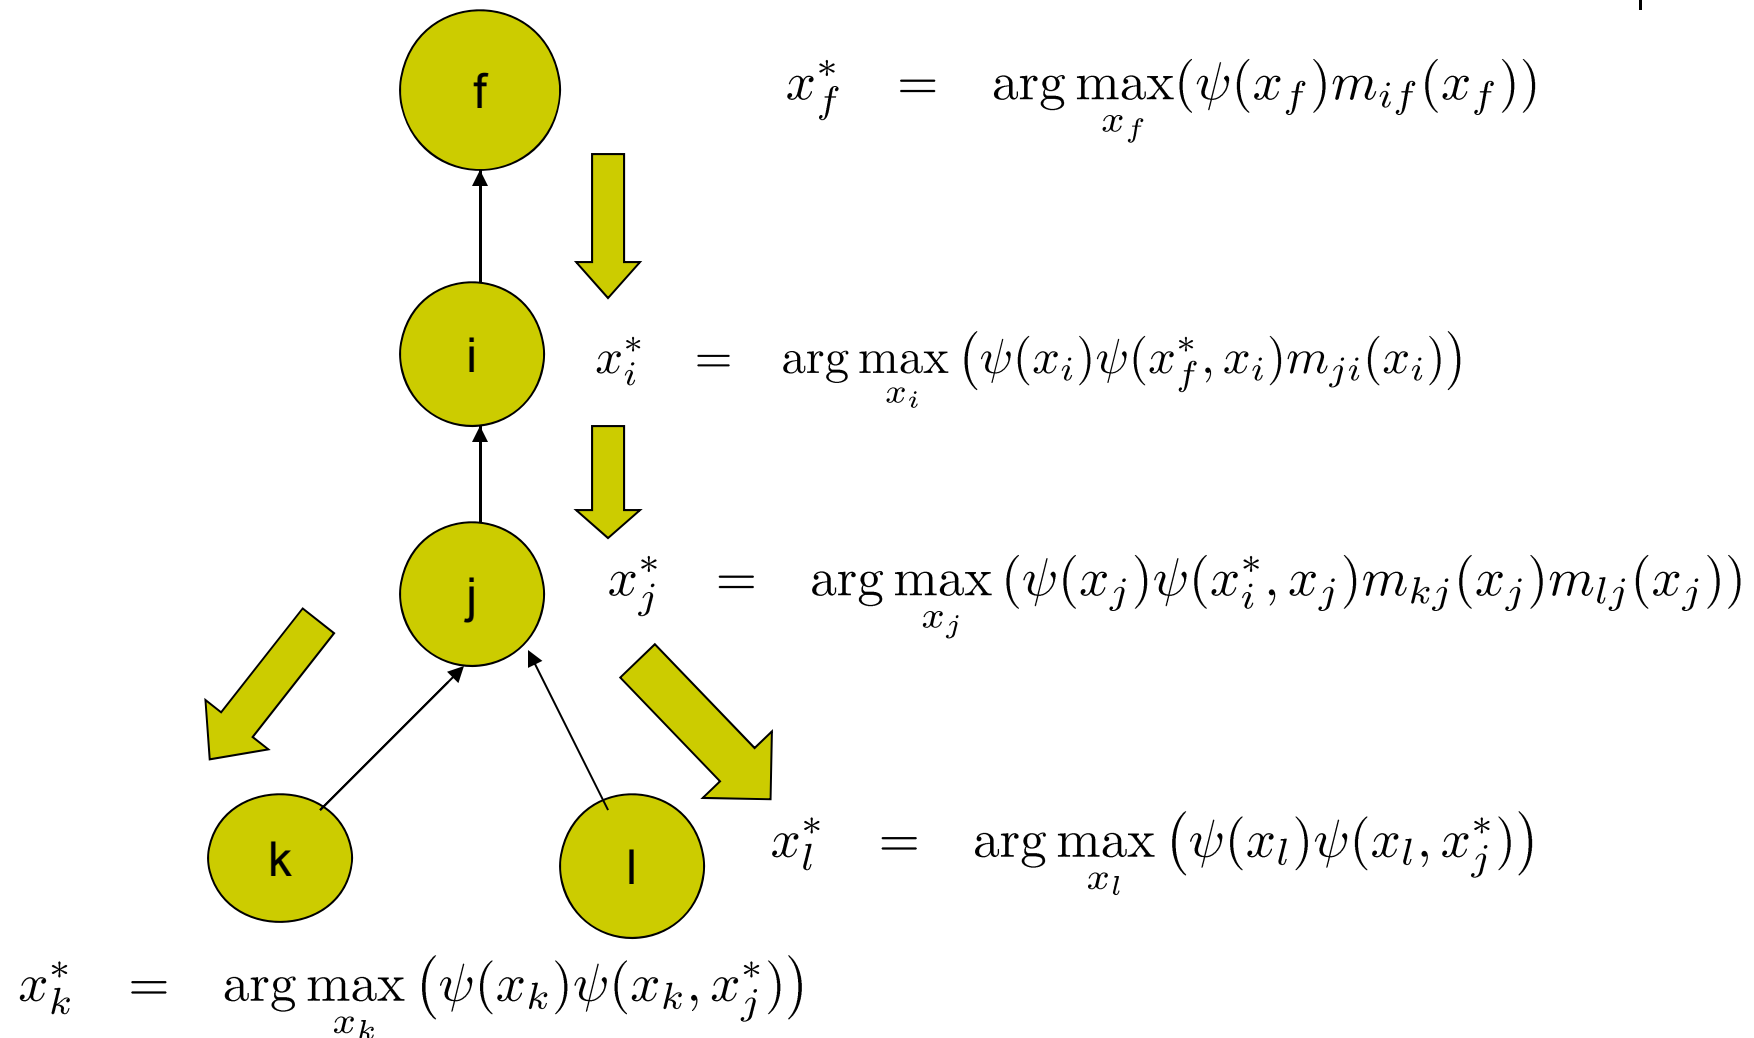 f
x_f^* = arg max_{x_f}(ψ(x_f)m_{if}(x_f))
i
x_i^* = arg max_{x_i} (ψ(x_i)ψ(x_f^*, x_i)m_{ji}(x_i))
j
x_j^* = arg max_{x_j} (ψ(x_j)ψ(x_i^*, x_j)m_{kj}(x_j)m_{lj}(x_j))
k
l
x_l^* = arg max_{x_l} (ψ(x_l)ψ(x_l, x_j^*))
x_k^* = arg max_{x_k} (ψ(x_k)ψ(x_k, x_j^*))